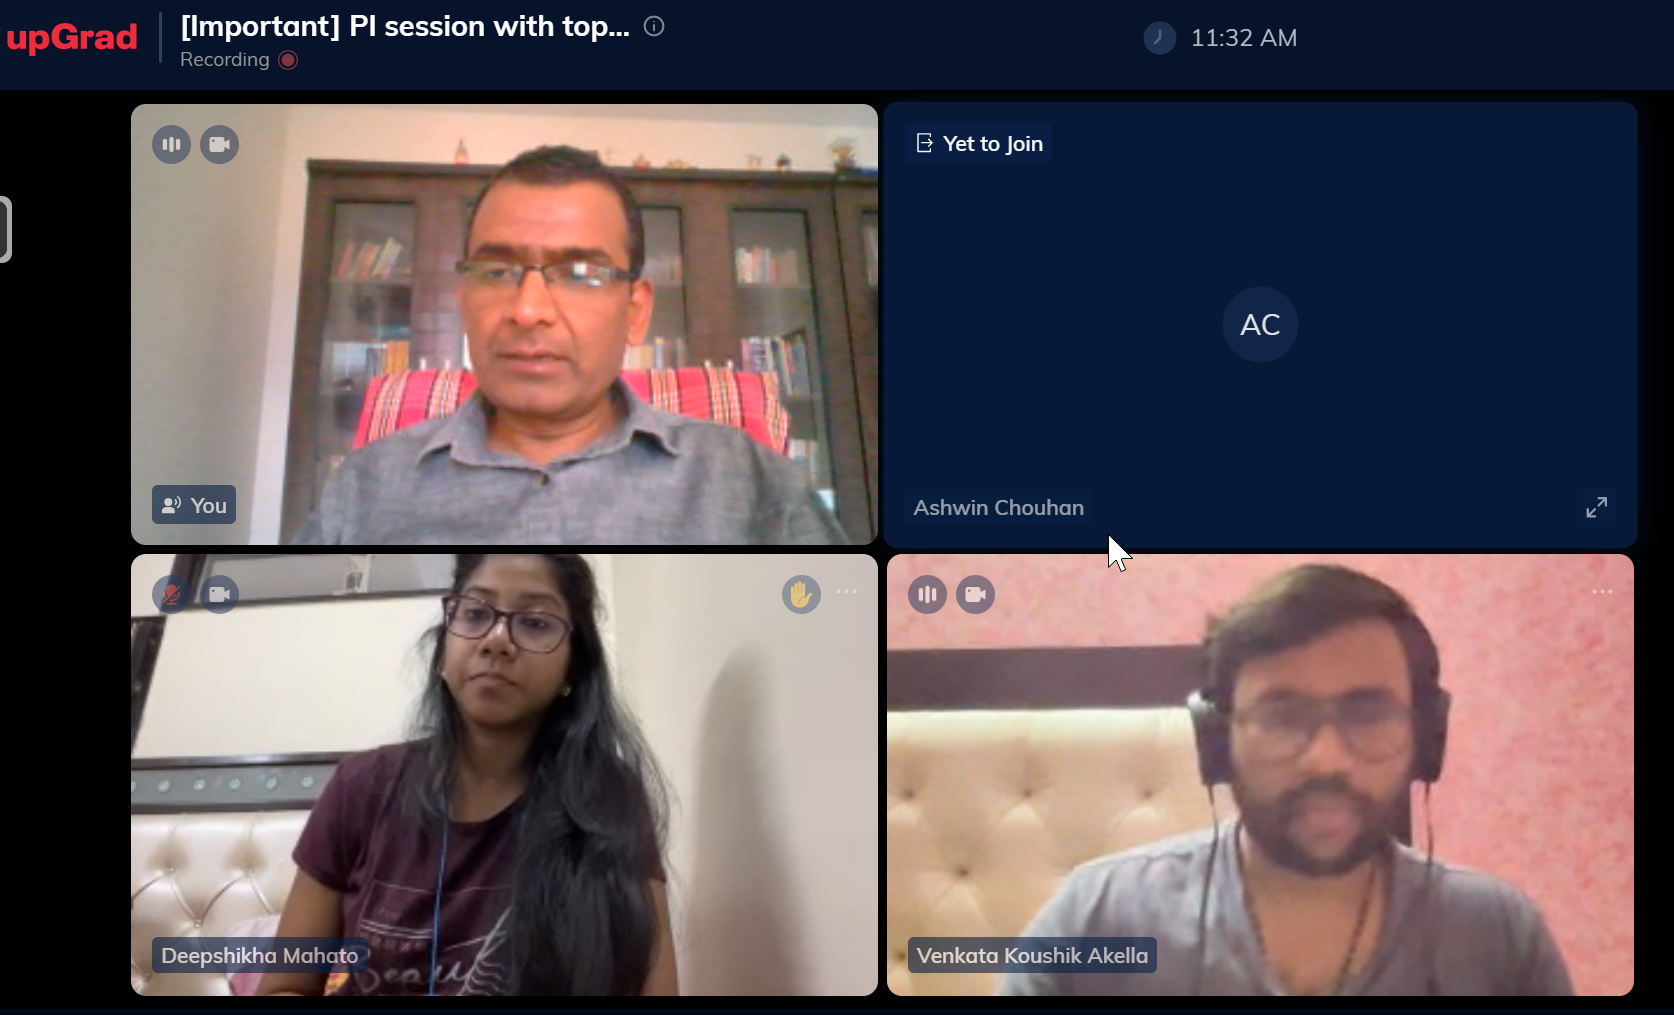 upGrad
[Important] PI session with top...
Recording
11:32 AM
You
Yet to Join
AC
Ashwin Chouhan
Deepshikha Mahato
Beauty
Venkata Koushik Akella